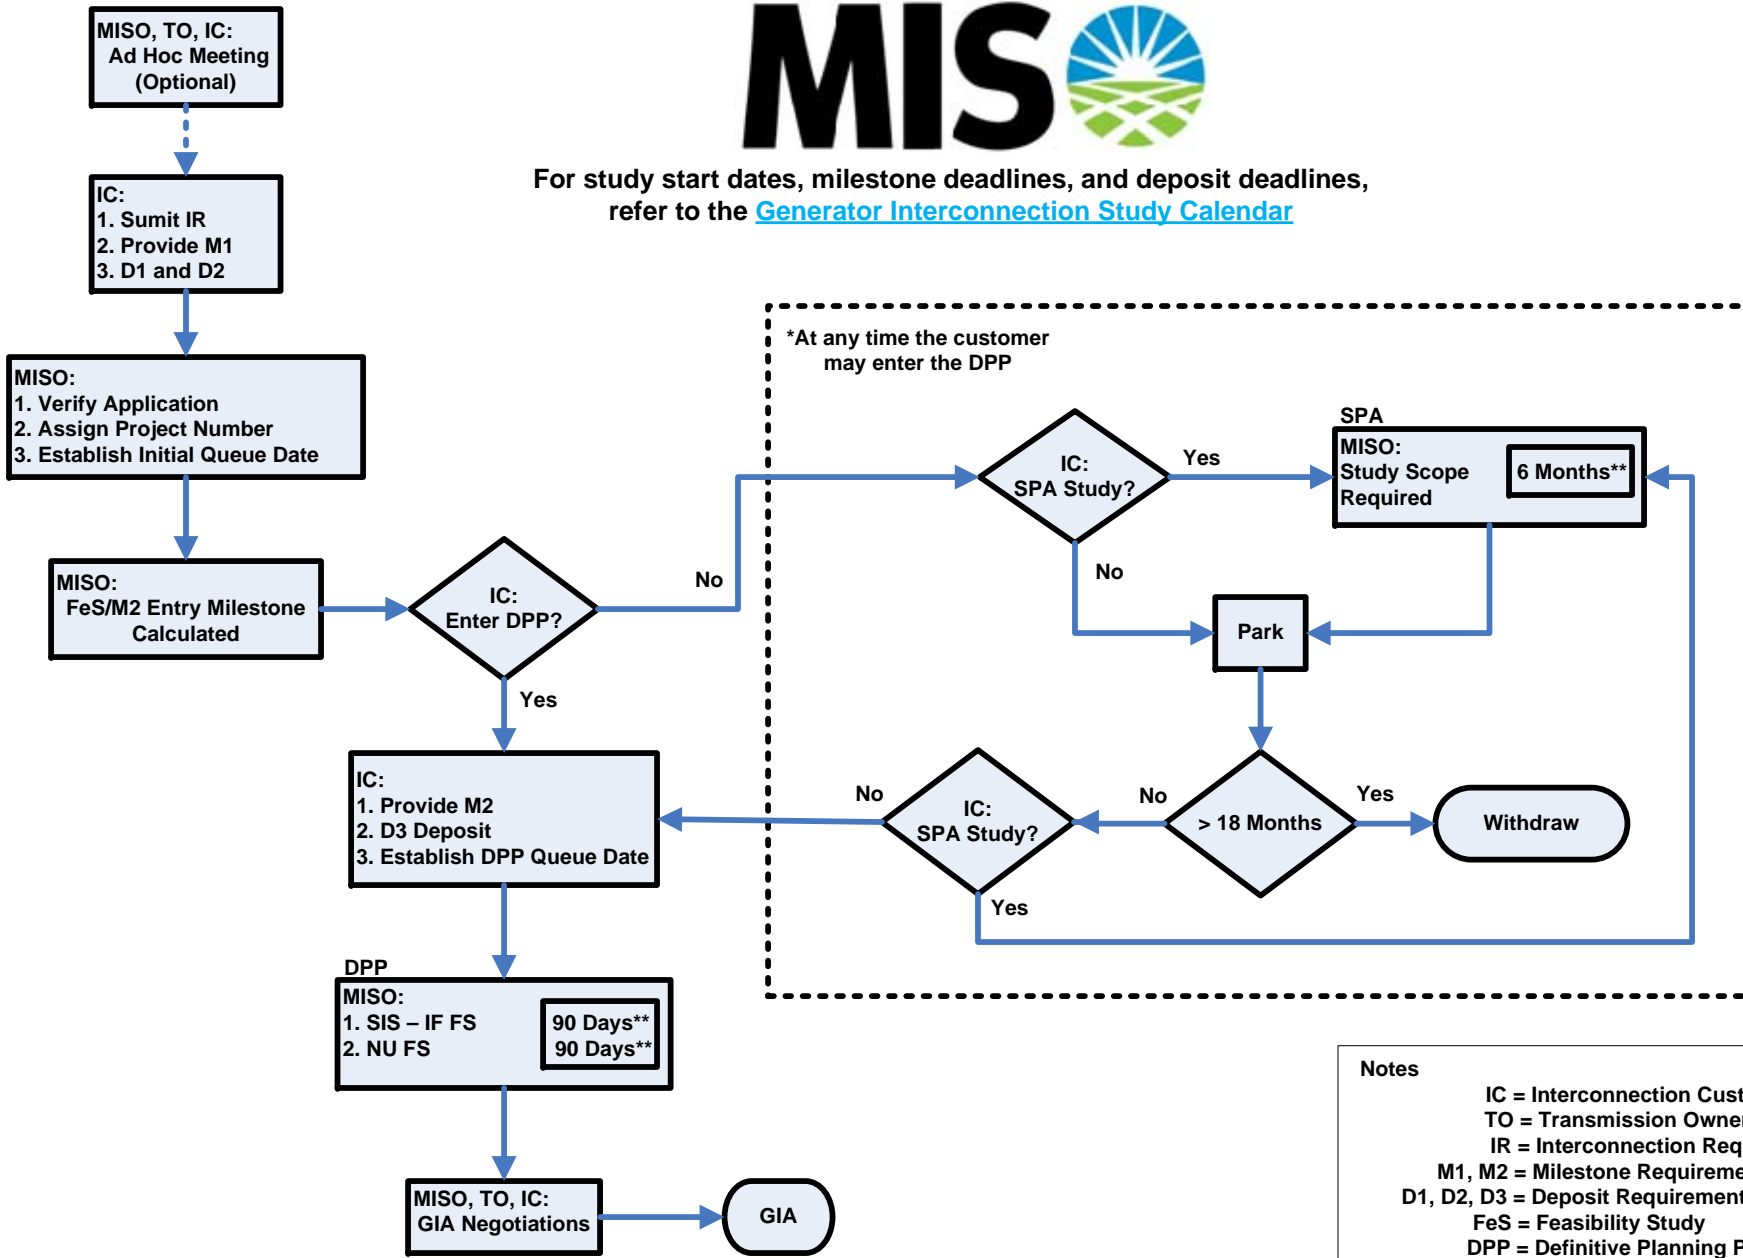 MISO
For study start dates, milestone deadlines, and deposit deadlines,
refer to the Generator Interconnection Study Calendar
MISO, TO, IC:
Ad Hoc Meeting
(Optional)
IC:
1. Sumit IR
2. Provide M1
3. D1 and D2
MISO:
1. Verify Application
2. Assign Project Number
3. Establish Initial Queue Date
MISO:
FeS/M2 Entry Milestone
Calculated
IC:
Enter DPP?
No
Yes
*At any time the customer
may enter the DPP
IC:
SPA Study?
Yes
No
SPA
MISO:
Study Scope
Required
6 Months**
Park
> 18 Months
Yes
Withdraw
No
IC:
SPA Study?
No
Yes
IC:
1. Provide M2
2. D3 Deposit
3. Establish DPP Queue Date
DPP
MISO:
1. SIS – IF FS
2. NU FS
90 Days**
90 Days**
MISO, TO, IC:
GIA Negotiations
GIA
Notes
IC = Interconnection
TO = Transmission
IR = Interconnection
M1, M2 = Milestone
D1, D2, D3 = Deposit Requirement
FeS = Feasibility Study
DPP = Definitive Planning